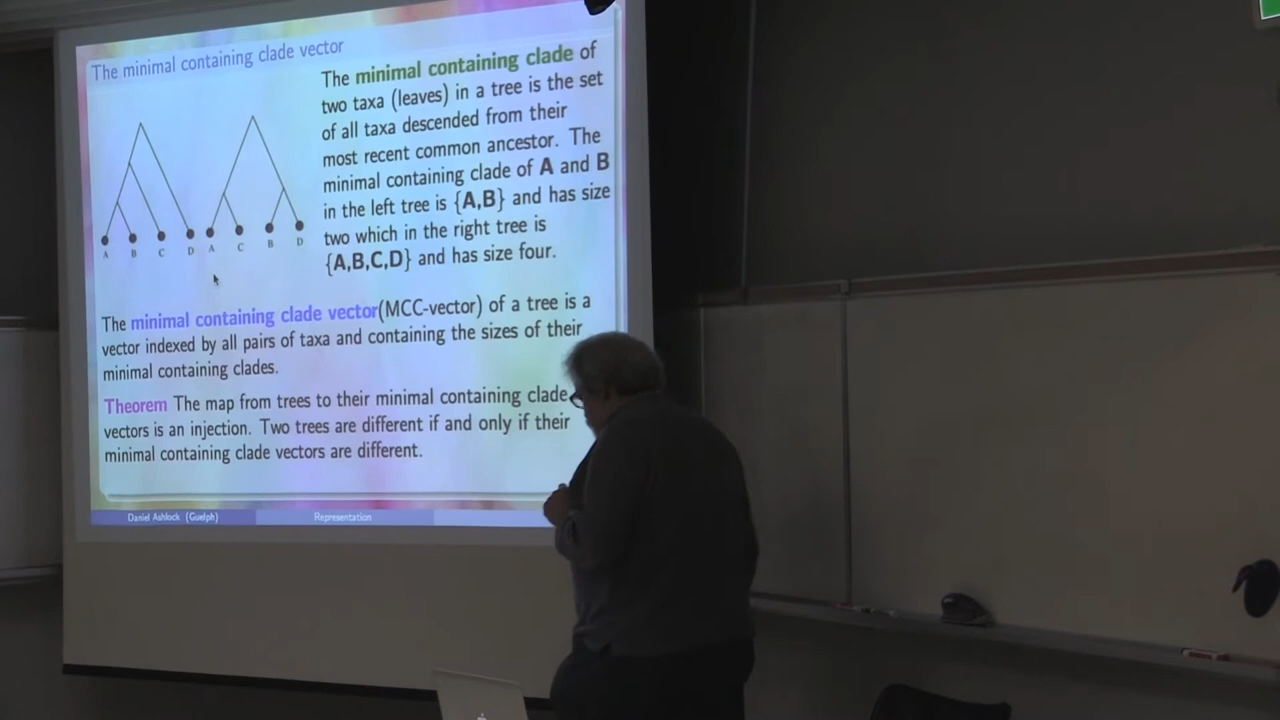 The minimal containing clade vector
The minimal containing clade of
two taxa (leaves) in a tree is the set
of all taxa descended from their
most recent common ancestor. The
minimal containing clade of A and B
in the left tree is {A,B} and has size
two which in the right tree is
{A,B,C,D} and has size four.
A B C D A C B D
The minimal containing clade vector(MCC-vector) of a tree is a
vector indexed by all pairs of taxa and containing the sizes of their
minimal containing clades.
Theorem The map from trees to their minimal containing clade
vectors is an injection. Two trees are different if and only if their
minimal containing clade vectors are different.
Daniel Ashlock (Guelph) Representation